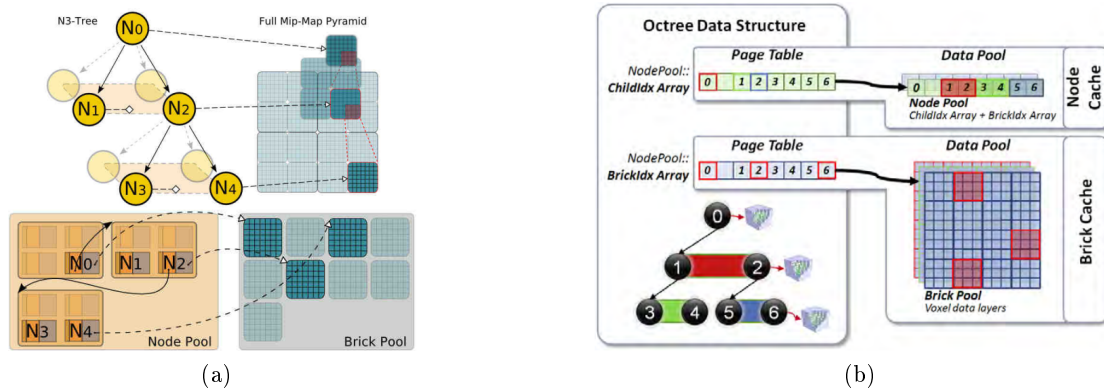 N3-Tree
Full Mip-Map Pyramid
N0
N1
N2
N3
N4
N0
N1
N2
N3
N4
Node Pool
Brick Pool
(a)
Octree Data Structure
Page Table
Data Pool
NodePool::
ChildIdx Array
0 1 2 3 4 5 6
0 1 2 3 4 5 6
Node Pool
ChildIdx Array + BrickIdx Array
Node Cache
Page Table
Data Pool
NodePool::
BrickIdx Array
0 1 2 3 4 5 6
Brick Pool
Voxel data layers
Brick Cache
0
1
2
3
4
5
6
(b)